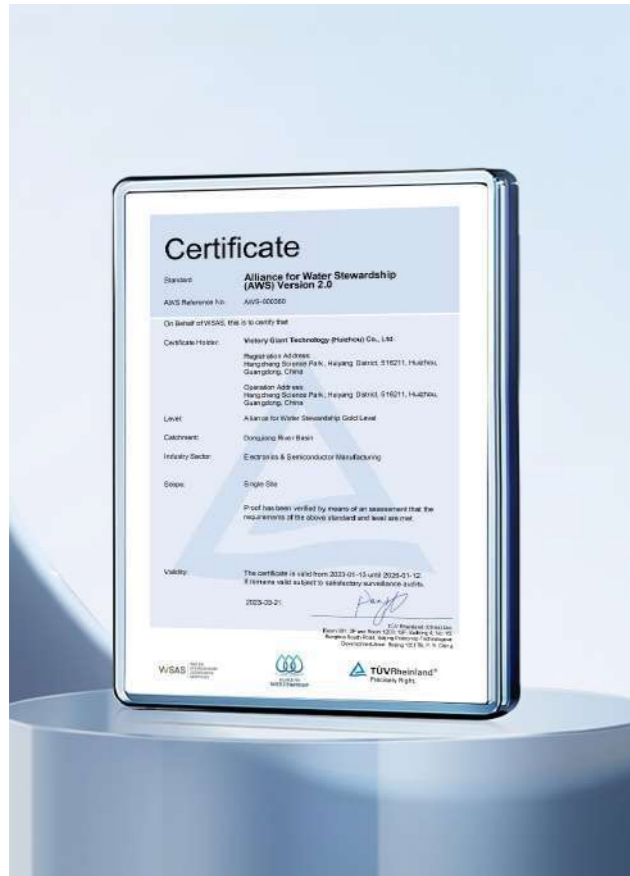 Certificate
Standard: Alliance for Water Stewardship
(AWS) Version 2.0
AWS Reference No. AWS-000360
On Behalf of WSAS, this is to certify that
Certificate Holder: Victory Giant Technology (Huizhou) Co., Ltd
Registration Address:
Science Park, District, 516211, Huizhou,
Guangdong, China
Operation Address:
Science Park, District, 516211, Huizhou,
Guangdong, China
Level: Alliance for Water Stewardship Gold Level
Catchment: Dongjiang River Basin
Industry Sector: Electronics & Semiconductor Manufacturing
Scope: Single Site
Proof has been verified by means of an assessment that the
requirements of the above standard and level are met.
Validity: The certificate is valid from 2023-01-13 until 2026-01-12.
It remains valid subject to satisfactory surveillance audits.
2023-03-21
WSAS
TÜVRheinland®
Precisely Right.